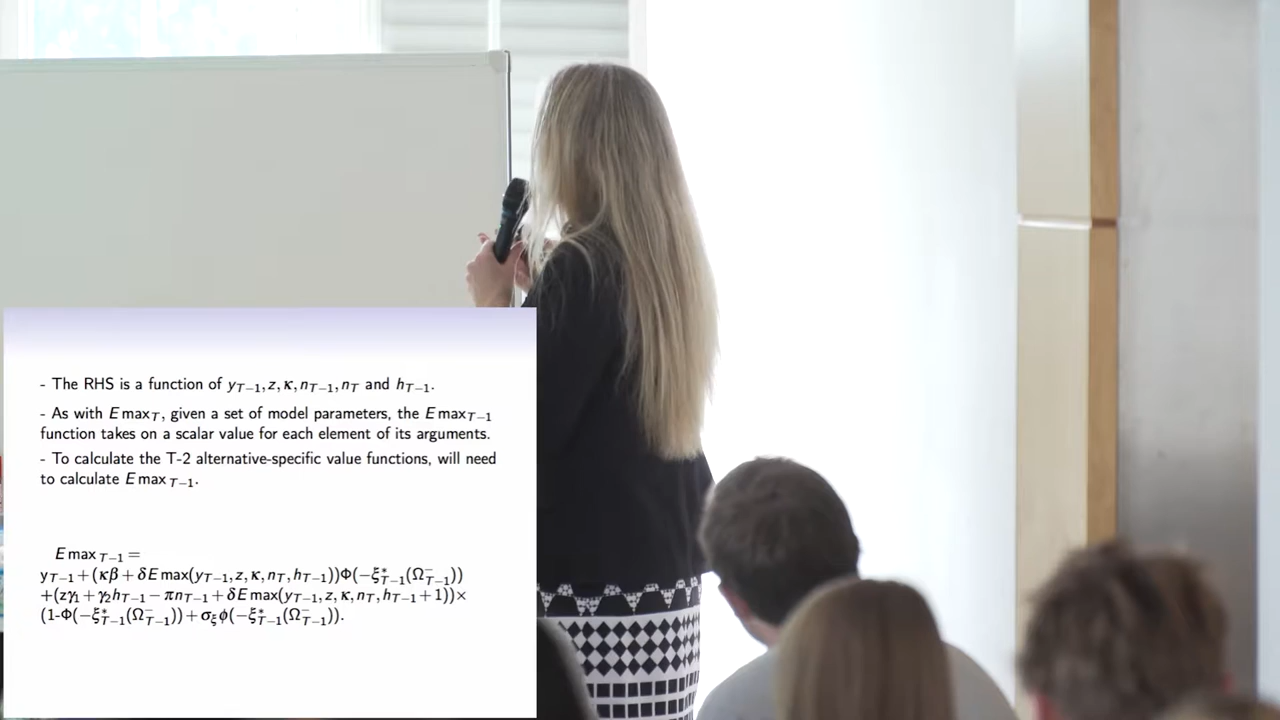 - The RHS is a function of y_{T−1}, z, κ, n_{T−1}, n_T and h_{T−1}.
- As with E max_T, given a set of model parameters, the E max_{T−1}
function takes on a scalar value for each element of its arguments.
- To calculate the T-2 alternative-specific value functions, will need
to calculate E max_{T−1}.
E max_{T−1} =
y_{T−1} + (κβ + δE max(y_{T−1}, z, κ, n_T, h_{T−1}))Φ(−ξ*_{T−1}(Ω⁻_{T−1}))
+(zγ₁ + γ₂h_{T−1} − πn_{T−1} + δE max(y_{T−1}, z, κ, n_T, h_{T−1} + 1))×
(1-Φ(−ξ*_{T−1}(Ω⁻_{T−1})) + σ_ξ ϕ(−ξ*_{T−1}(Ω⁻_{T−1})).